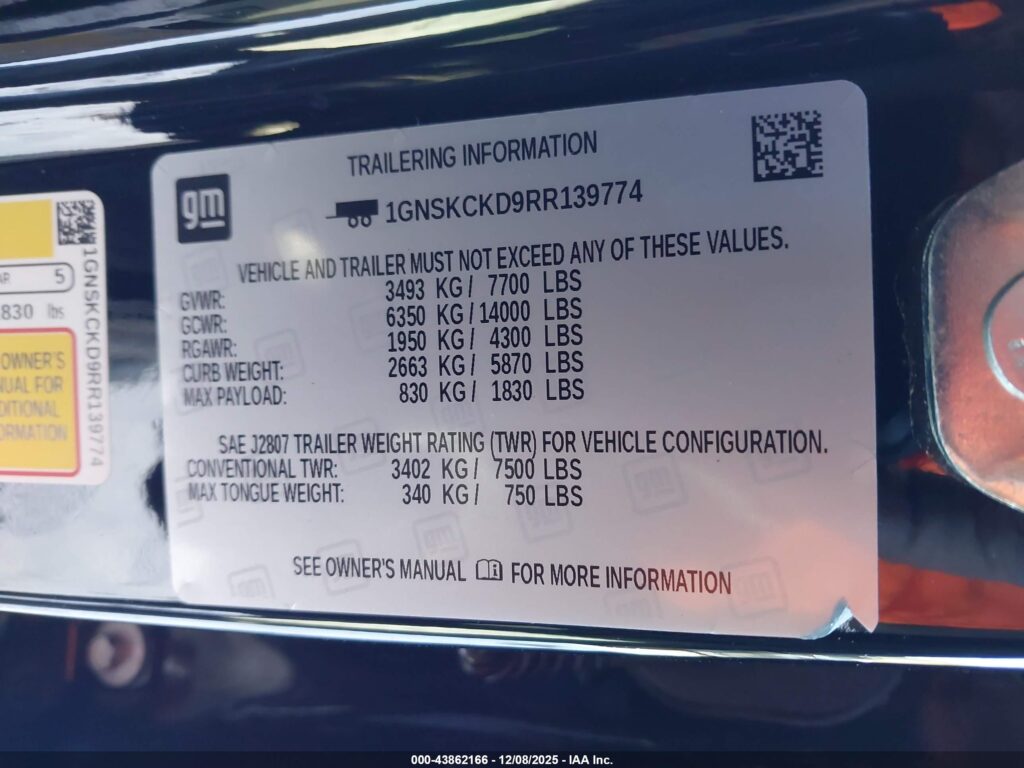 TRAILERING INFORMATION
gm
1GNSKCKD9RR139774
VEHICLE AND TRAILER MUST NOT EXCEED ANY OF THESE VALUES.
GVWR: 3493 KG / 7700 LBS
GCWR: 6350 KG / 14000 LBS
RGAWR: 1950 KG / 4300 LBS
CURB WEIGHT: 2663 KG / 5870 LBS
MAX PAYLOAD: 830 KG / 1830 LBS
SAE J2807 TRAILER WEIGHT RATING (TWR) FOR VEHICLE CONFIGURATION.
CONVENTIONAL TWR: 3402 KG / 7500 LBS
MAX TONGUE WEIGHT: 340 KG / 750 LBS
SEE OWNER'S MANUAL FOR MORE INFORMATION
1GNSKCKD9RR139774
AR 5
830 lbs
OWNER'S
NUAL FOR
DITIONAL
ORMATION
000-43862166 - 12/08/2025 - IAA Inc.